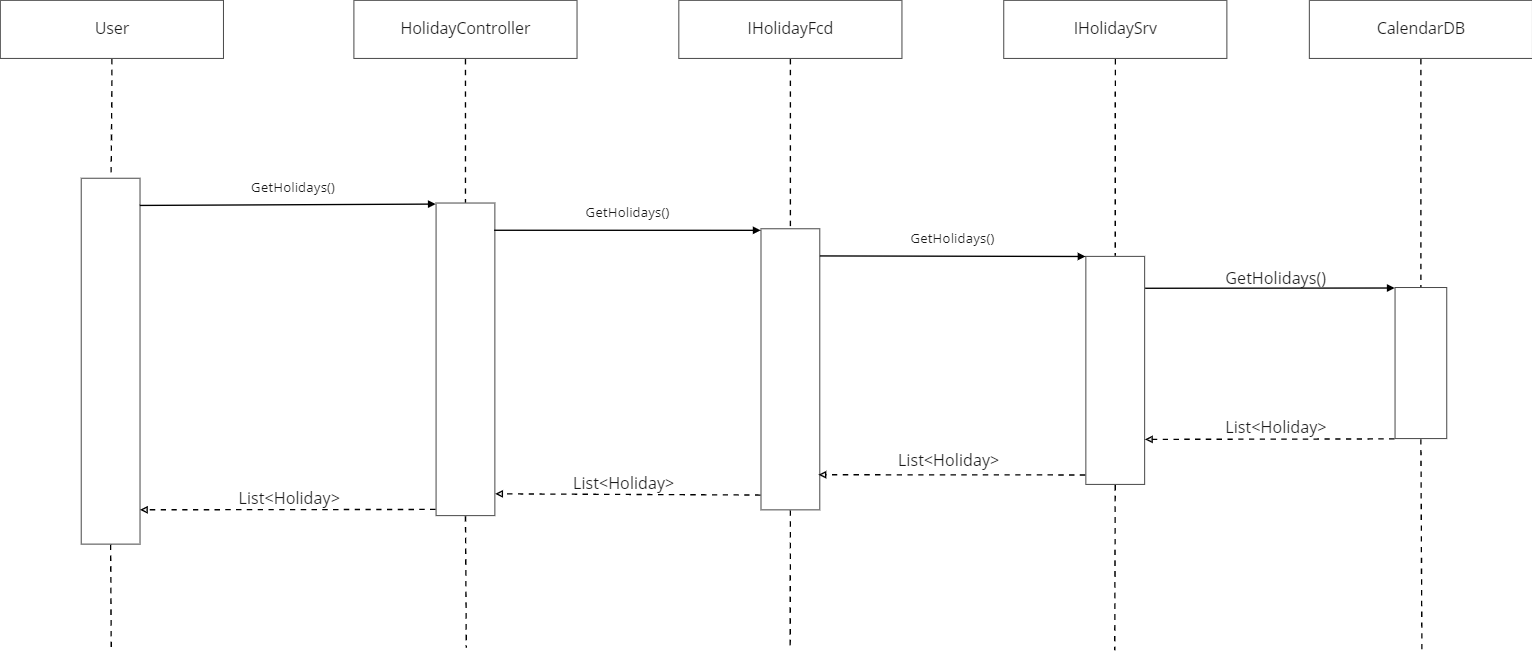 User
HolidayController
IHolidayFcd
IHolidaySrv
CalendarDB
GetHolidays()
GetHolidays()
GetHolidays()
GetHolidays()
List<Holiday>
List<Holiday>
List<Holiday>
List<Holiday>